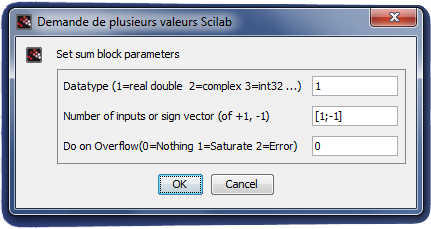 Demande de plusieurs valeurs Scilab
Set sum block parameters
Datatype (1=real double 2=complex 3=int32 ...) 1
Number of inputs or sign vector (of +1, -1) [1;-1]
Do on Overflow(0=Nothing 1=Saturate 2=Error) 0
OK Cancel